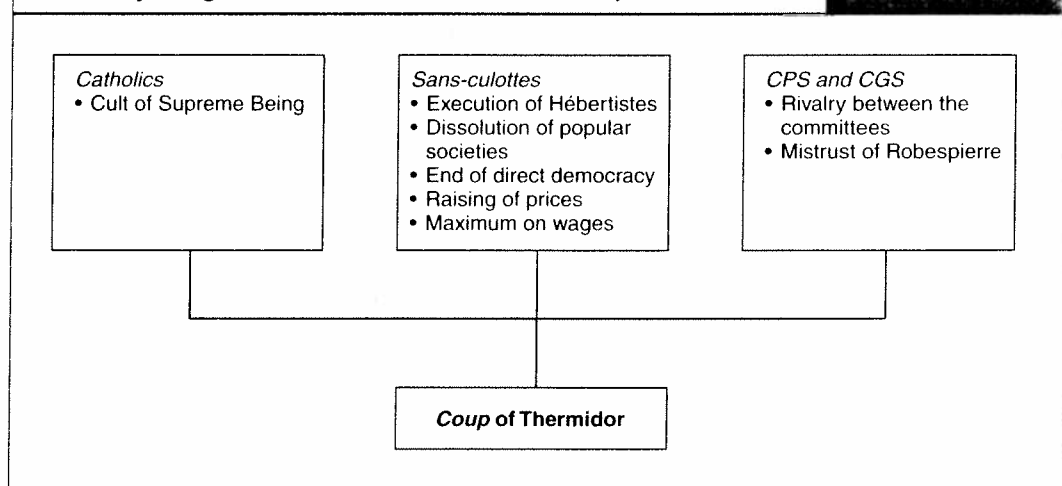 Catholics
• Cult of Supreme Being
Sans-culottes
• Execution of Hébertistes
• Dissolution of popular
societies
• End of direct democracy
• Raising of prices
• Maximum on wages
CPS and CGS
• Rivalry between the
committees
• Mistrust of Robespierre
Coup of Thermidor